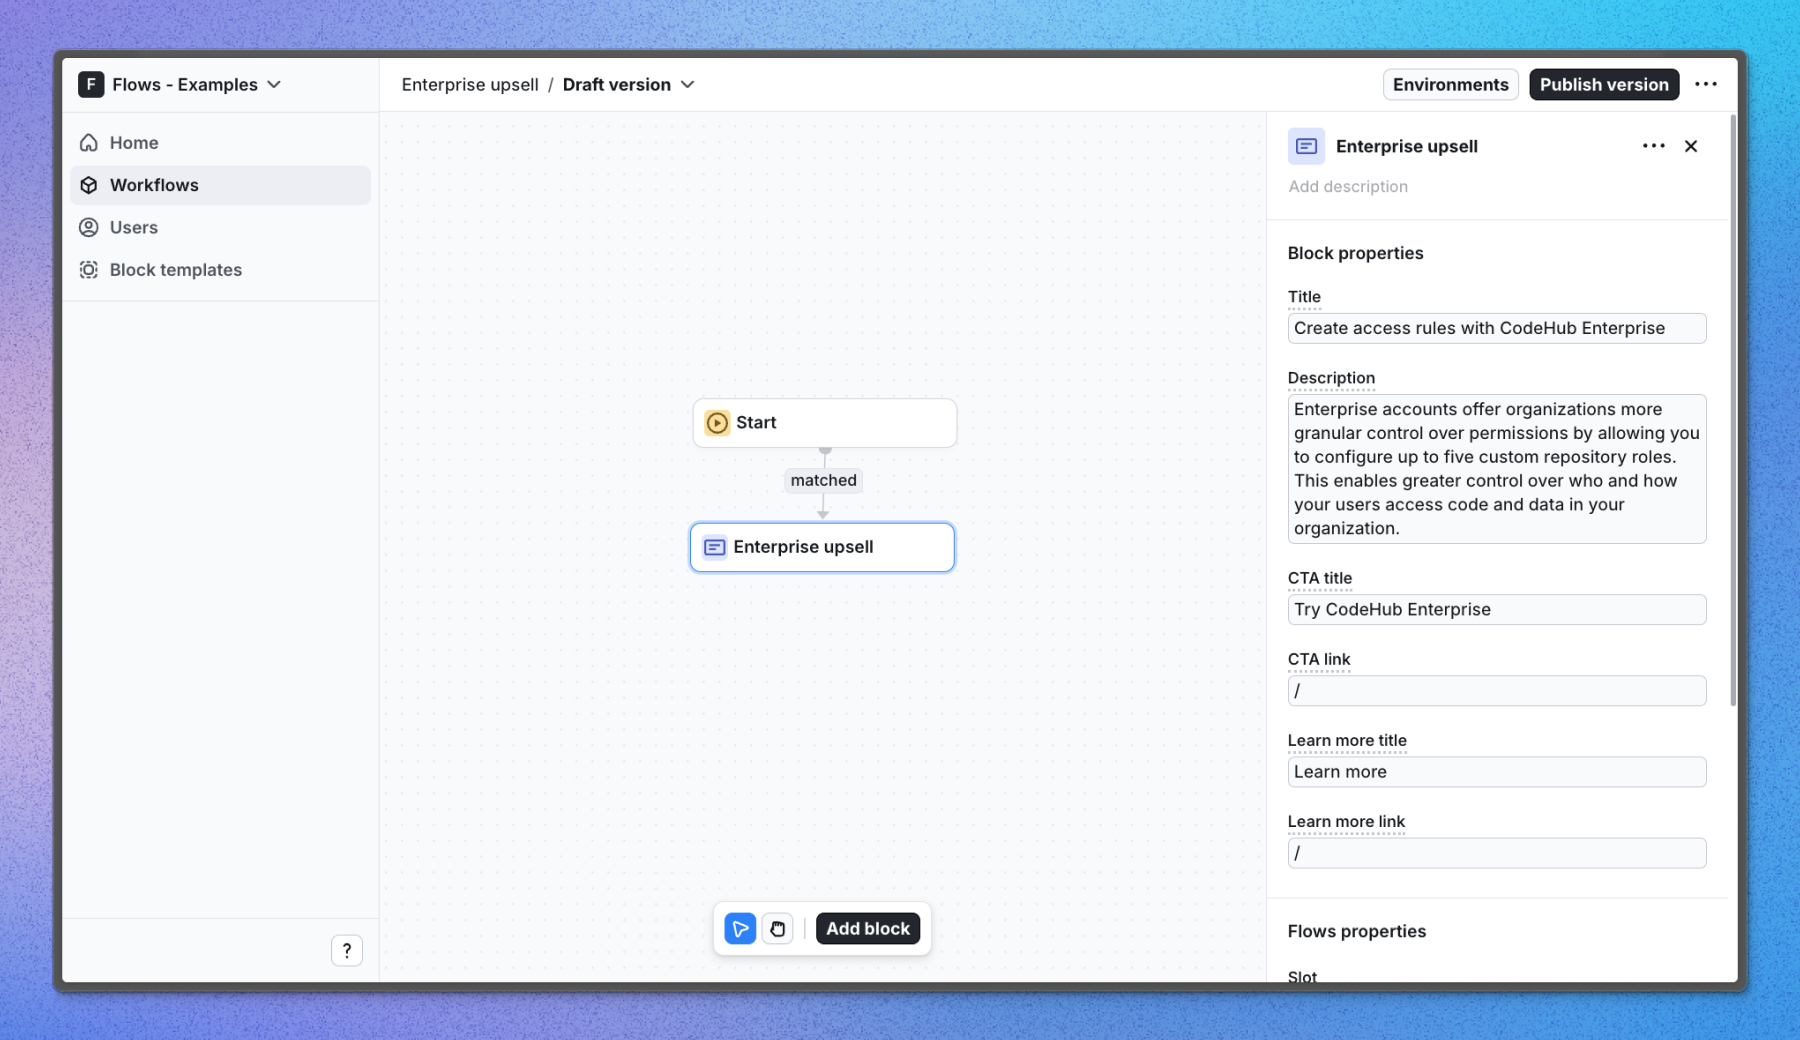 F Flows - Examples
Enterprise upsell / Draft version
Environments
Publish version
Home
Workflows
Users
Block templates
?
Start
matched
Enterprise upsell
Add block
Enterprise upsell
Add description
Block properties
Title
Create access rules with CodeHub Enterprise
Description
Enterprise accounts offer organizations more
granular control over permissions by allowing you
to configure up to five custom repository roles.
This enables greater control over who and how
your users access code and data in your
organization.
CTA title
Try CodeHub Enterprise
CTA link
/
Learn more title
Learn more
Learn more link
/
Flows properties
Slot